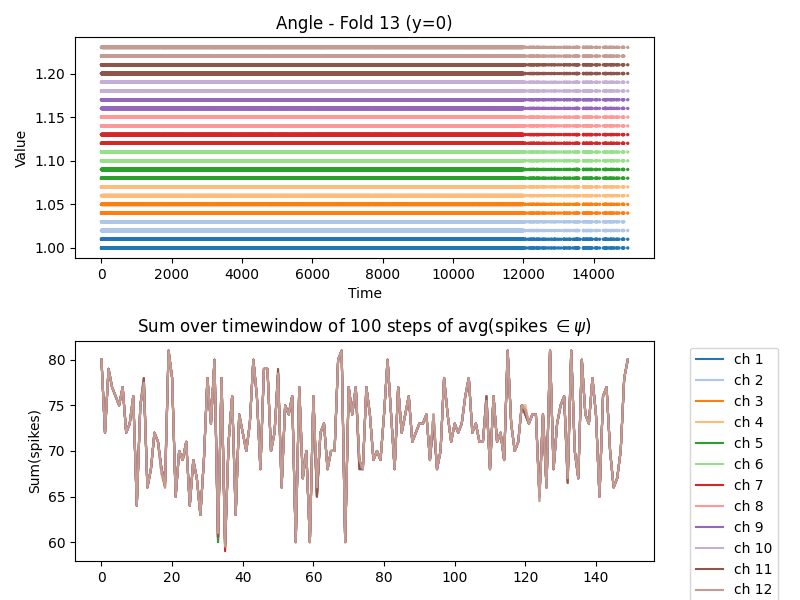 Angle - Fold 13 (y=0)
Value
1.20
1.15
1.10
1.05
1.00
0 2000 4000 6000 8000 10000 12000 14000
Time
Sum over timewindow of 100 steps of avg(spikes ∈ ψ)
Sum(spikes)
80
75
70
65
60
0 20 40 60 80 100 120 140
ch 1
ch 2
ch 3
ch 4
ch 5
ch 6
ch 7
ch 8
ch 9
ch 10
ch 11
ch 12